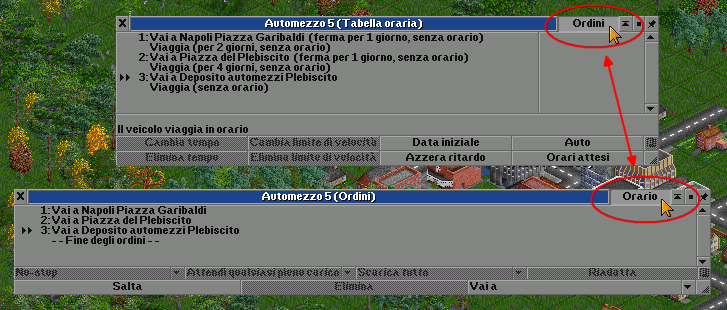 Automezzo 5 (Tabella oraria)
Ordini
1: Vai a Napoli Piazza Garibaldi (ferma per 1 giorno, senza orario)
Viaggia (per 2 giorni, senza orario)
2: Vai a Piazza del Plebiscito (ferma per 1 giorno, senza orario)
Viaggia (per 4 giorni, senza orario)
3: Vai a Deposito automezzi Plebiscito
Viaggia (senza orario)
Il veicolo viaggia in orario
Cambia tempo
Cambia limite di velocità
Data iniziale
Auto
Elimina tempo
Elimina limite di velocità
Azzera ritardo
Orari attesi
Automezzo 5 (Ordini)
Orario
1: Vai a Napoli Piazza Garibaldi
2: Vai a Piazza del Plebiscito
3: Vai a Deposito automezzi Plebiscito
- - Fine degli ordini - -
No-stop
Attendi qualsiasi pieno carico
Scarica tutto
Riadatta
Salta
Elimina
Vai a